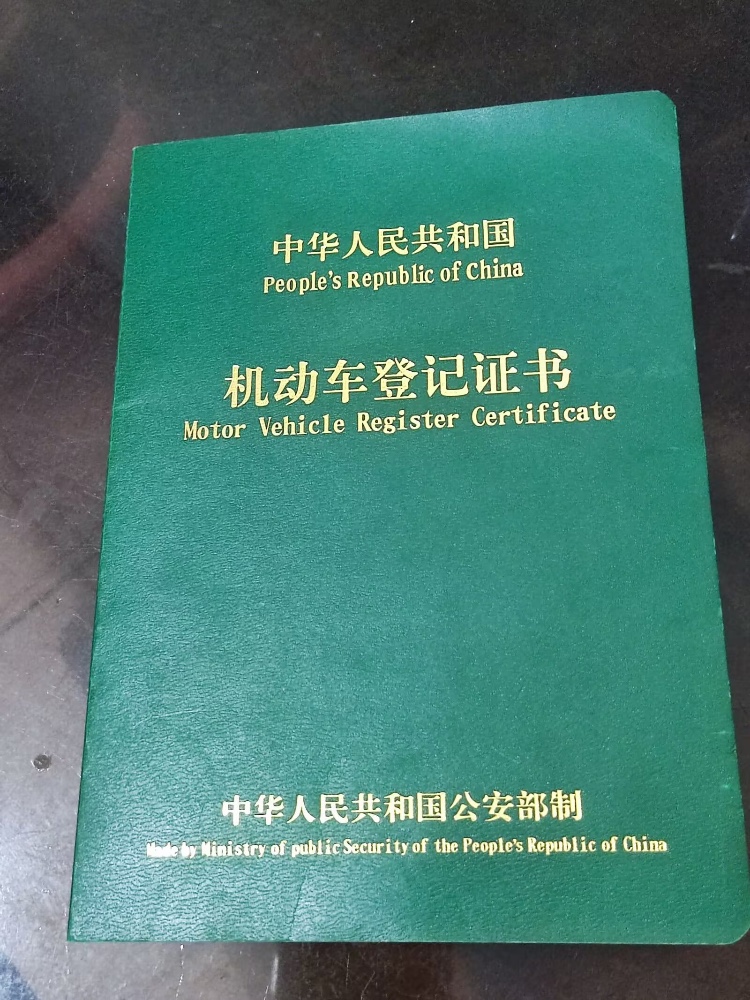 中华人民共和国
People's Republic of China
机动车登记证书
Motor Vehicle Register Certificate
中华人民共和国公安部制
Made by Ministry of public Security of the People's Republic of China